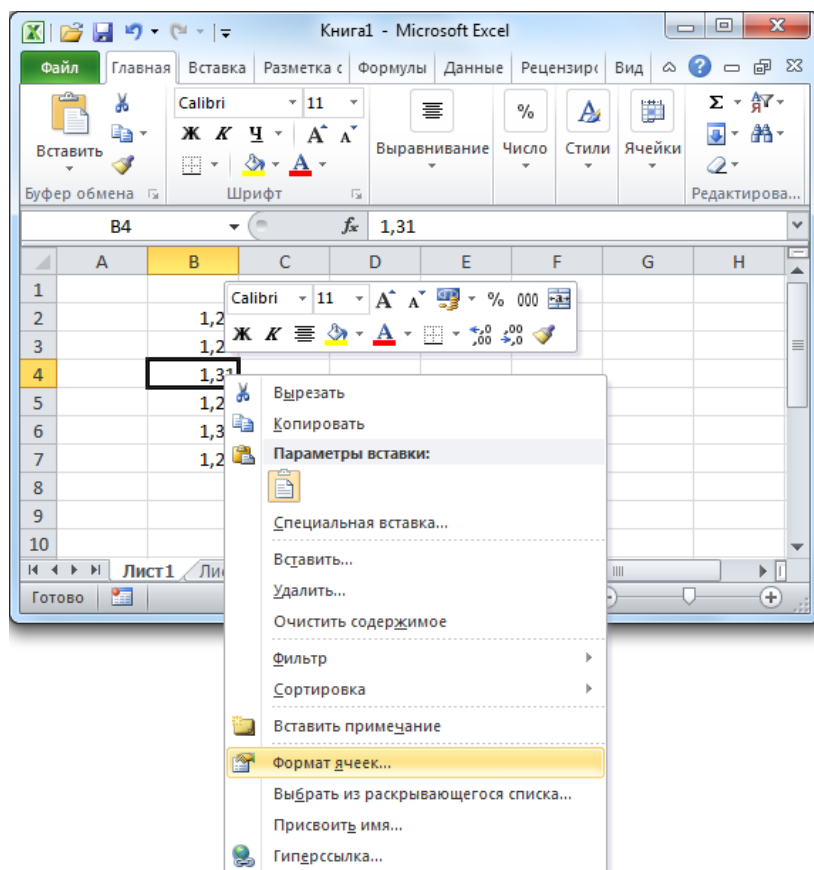 Книга1 - Microsoft Excel
Файл Главная Вставка Разметка с Формулы Данные Рецензиро Вид
Calibri 11
Ж К Ч А А
Вставить Выравнивание Число Стили Ячейки
Буфер обмена Шрифт Редактирова...
B4 fx 1,31
A B C D E F G H
1
Calibri 11 A A % 000
2 1,2
Ж К А ,0 ,00 ,00 ,0
3 1,2
4 1,31
5 1,2
6 1,3
7 1,2
8
9
10
Вырезать
Копировать
Параметры вставки:
Специальная вставка...
Вставить...
Удалить...
Очистить содержимое
Фильтр
Сортировка
Вставить примечание
Формат ячеек...
Выбрать из раскрывающегося списка...
Присвоить имя...
Гиперссылка...
Лист1 Ли
Готово